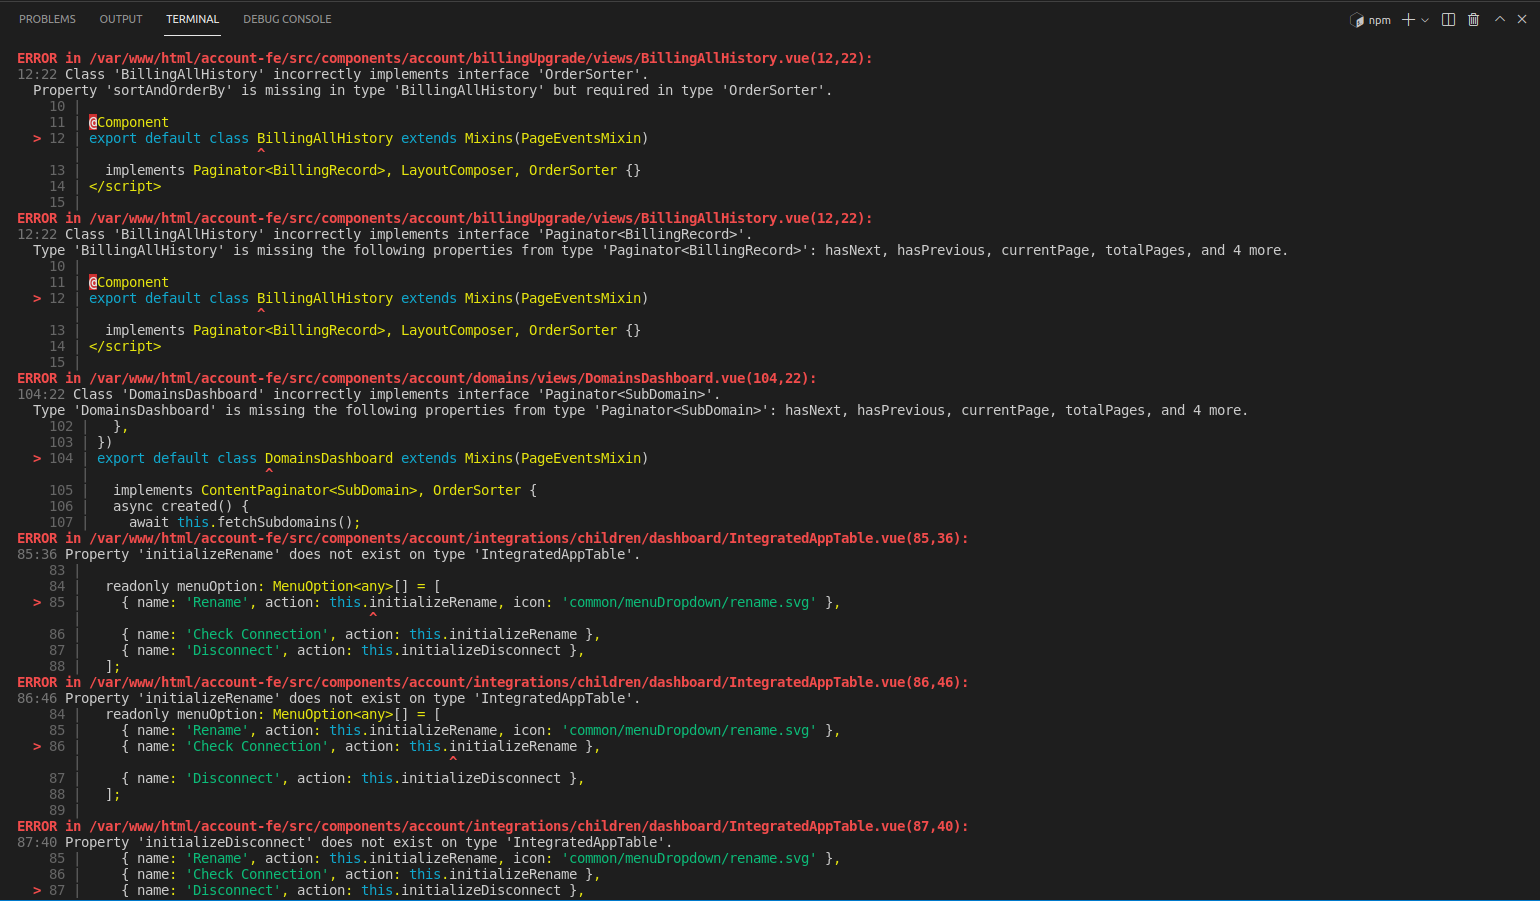 PROBLEMS OUTPUT TERMINAL DEBUG CONSOLE npm
ERROR in /var/www/html/account-fe/src/components/account/billingUpgrade/views/BillingAllHistory.vue(12,22):
12:22 Class 'BillingAllHistory' incorrectly implements interface 'OrderSorter'.
  Property 'sortAndOrderBy' is missing in type 'BillingAllHistory' but required in type 'OrderSorter'.
    10 |
    11 | @Component
  > 12 | export default class BillingAllHistory extends Mixins(PageEventsMixin)
       |                      ^
    13 |   implements Paginator<BillingRecord>, LayoutComposer, OrderSorter {}
    14 | </script>
    15 |
ERROR in /var/www/html/account-fe/src/components/account/billingUpgrade/views/BillingAllHistory.vue(12,22):
12:22 Class 'BillingAllHistory' incorrectly implements interface 'Paginator<BillingRecord>'.
  Type 'BillingAllHistory' is missing the following properties from type 'Paginator<BillingRecord>': hasNext, hasPrevious, currentPage, totalPages, and 4 more.
    10 |
    11 | @Component
  > 12 | export default class BillingAllHistory extends Mixins(PageEventsMixin)
       |                      ^
    13 |   implements Paginator<BillingRecord>, LayoutComposer, OrderSorter {}
    14 | </script>
    15 |
ERROR in /var/www/html/account-fe/src/components/account/domains/views/DomainsDashboard.vue(104,22):
104:22 Class 'DomainsDashboard' incorrectly implements interface 'Paginator<SubDomain>'.
  Type 'DomainsDashboard' is missing the following properties from type 'Paginator<SubDomain>': hasNext, hasPrevious, currentPage, totalPages, and 4 more.
    102 |   },
    103 | })
  > 104 | export default class DomainsDashboard extends Mixins(PageEventsMixin)
        |                      ^
    105 |   implements ContentPaginator<SubDomain>, OrderSorter {
    106 |   async created() {
    107 |     await this.fetchSubdomains();
ERROR in /var/www/html/account-fe/src/components/account/integrations/children/dashboard/IntegratedAppTable.vue(85,36):
85:36 Property 'initializeRename' does not exist on type 'IntegratedAppTable'.
    83 |
    84 |   readonly menuOption: MenuOption<any>[] = [
  > 85 |     { name: 'Rename', action: this.initializeRename, icon: 'common/menuDropdown/rename.svg' },
       |                                    ^
    86 |     { name: 'Check Connection', action: this.initializeRename },
    87 |     { name: 'Disconnect', action: this.initializeDisconnect },
    88 |   ];
ERROR in /var/www/html/account-fe/src/components/account/integrations/children/dashboard/IntegratedAppTable.vue(86,46):
86:46 Property 'initializeRename' does not exist on type 'IntegratedAppTable'.
    84 |   readonly menuOption: MenuOption<any>[] = [
    85 |     { name: 'Rename', action: this.initializeRename, icon: 'common/menuDropdown/rename.svg' },
  > 86 |     { name: 'Check Connection', action: this.initializeRename },
       |                                              ^
    87 |     { name: 'Disconnect', action: this.initializeDisconnect },
    88 |   ];
    89 |
ERROR in /var/www/html/account-fe/src/components/account/integrations/children/dashboard/IntegratedAppTable.vue(87,40):
87:40 Property 'initializeDisconnect' does not exist on type 'IntegratedAppTable'.
    85 |     { name: 'Rename', action: this.initializeRename, icon: 'common/menuDropdown/rename.svg' },
    86 |     { name: 'Check Connection', action: this.initializeRename },
  > 87 |     { name: 'Disconnect', action: this.initializeDisconnect },